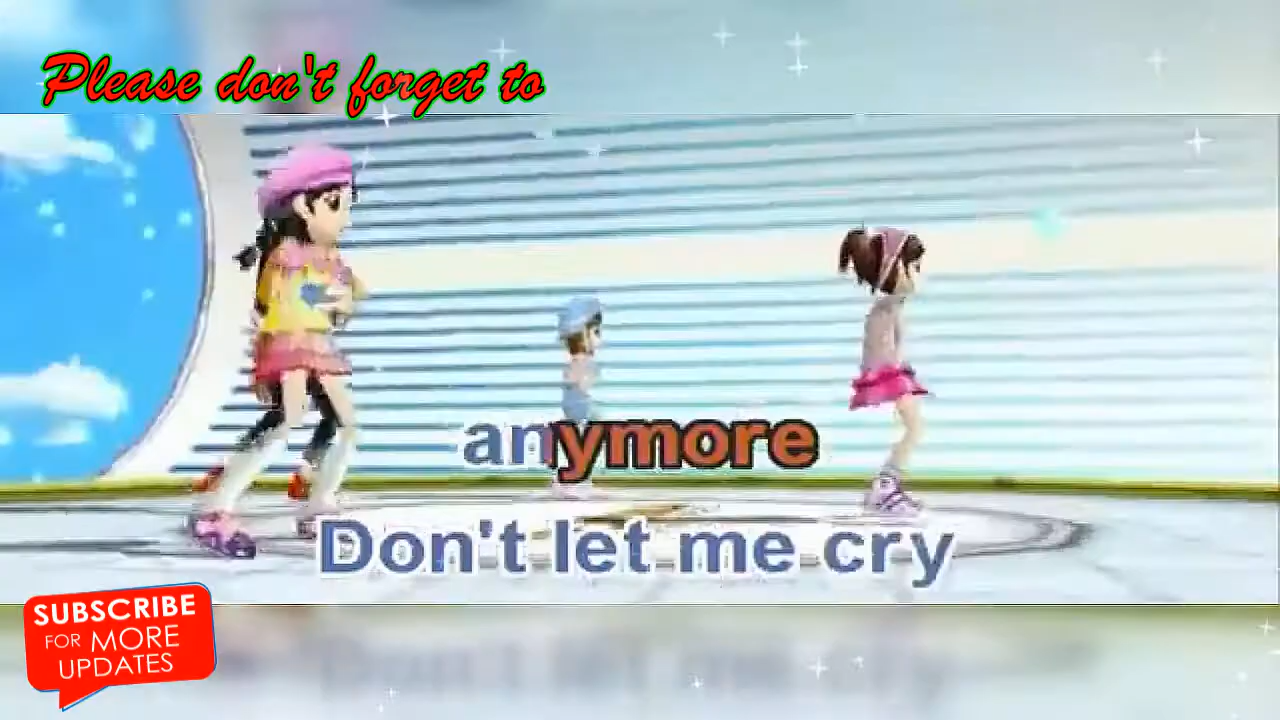 Please don't forget to
anymore
Don't let me cry
SUBSCRIBE
FOR MORE
UPDATES